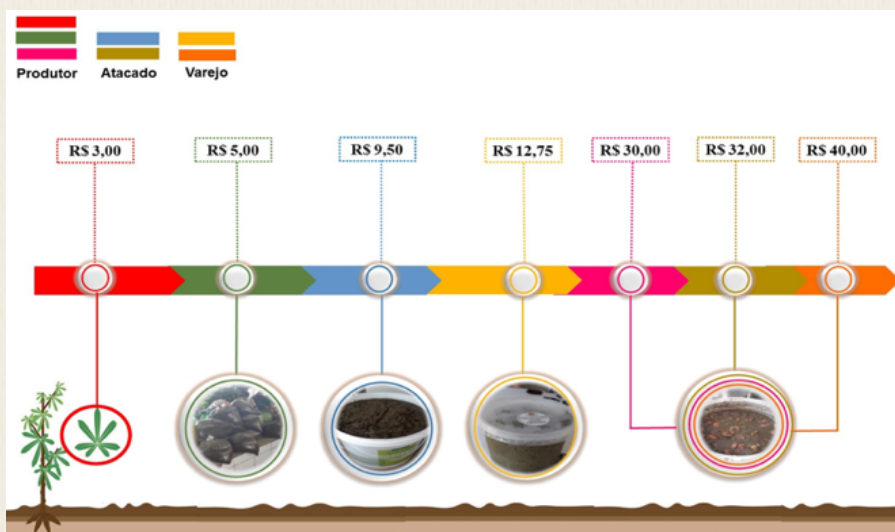 Produtor Atacado Varejo
R$ 3,00 R$ 5,00 R$ 9,50 R$ 12,75 R$ 30,00 R$ 32,00 R$ 40,00